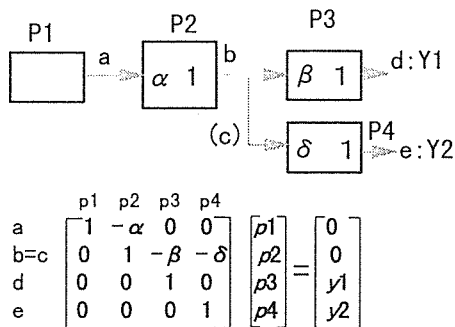 P1
P2
P3
a
b
α 1
β 1
d:Y1
(c)
δ 1
P4
e:Y2
p1 p2 p3 p4
a 1 -α 0 0 p1 0
b=c 0 1 -β -δ p2 = 0
d 0 0 1 0 p3 y1
e 0 0 0 1 p4 y2